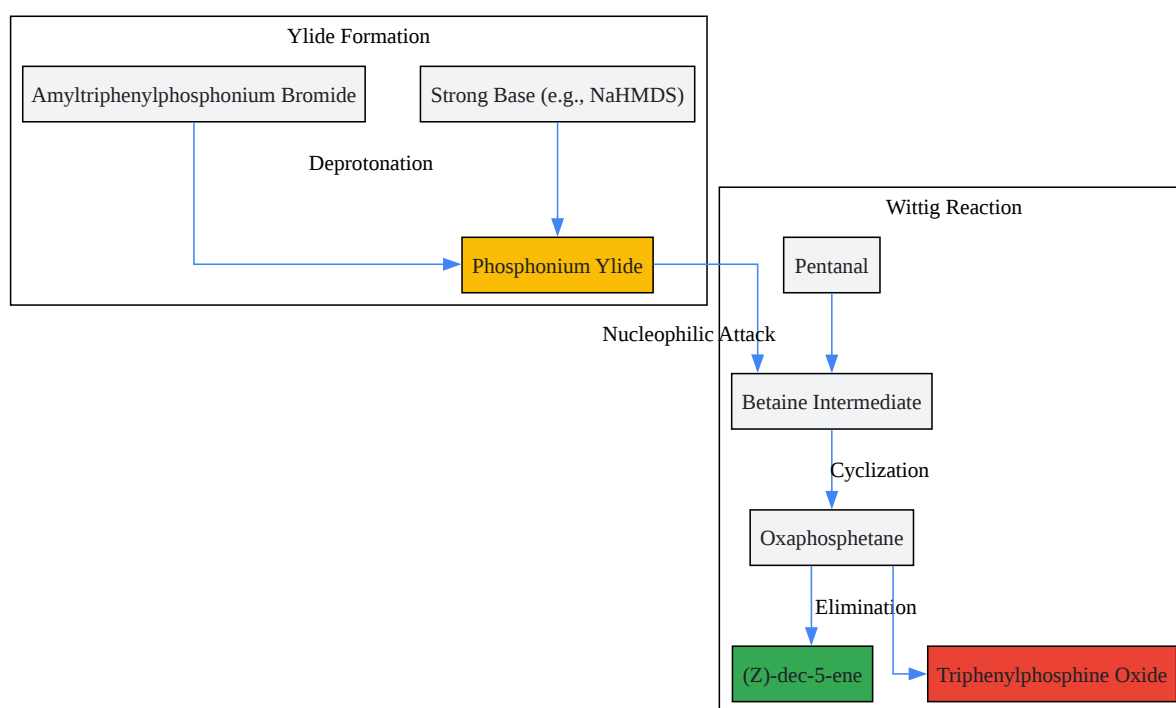 Ylide Formation
Amyltriphenylphosphonium Bromide
Strong Base (e.g., NaHMDS)
Deprotonation
Phosphonium Ylide
Wittig Reaction
Pentanal
Nucleophilic Attack
Betaine Intermediate
Cyclization
Oxaphosphetane
Elimination
(Z)-dec-5-ene
Triphenylphosphine Oxide